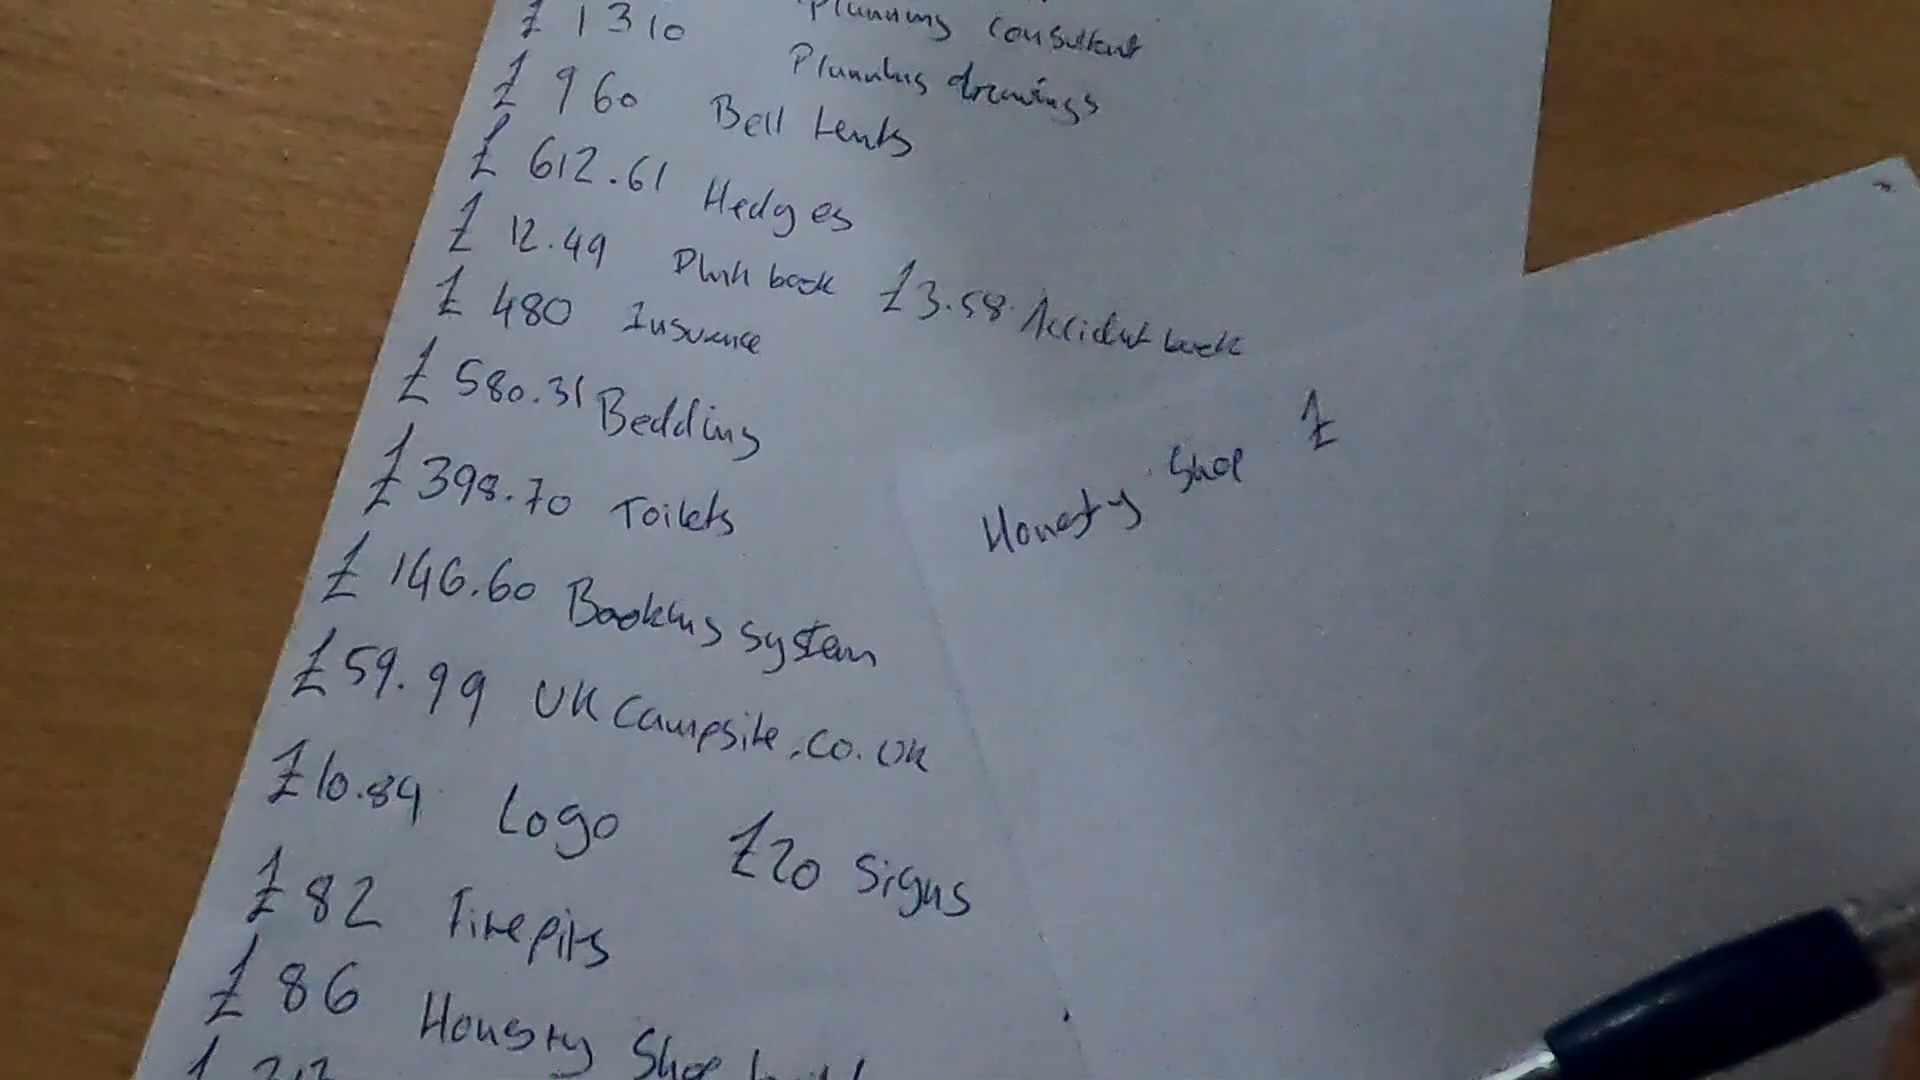 Planning consultant
£1310 Planning drawings
£960 Bell tents
£612.61 Hedges
£12.49 book £3.58 Accident book
£480 Insurance
£580.31 Bedding
£398.70 Toilets
£146.60 Booking system
£59.99 UKCampsite.co.uk
£10.84 Logo £20 Signs
£82 Firepits
£86 Honesty Shop
Honesty Shop £